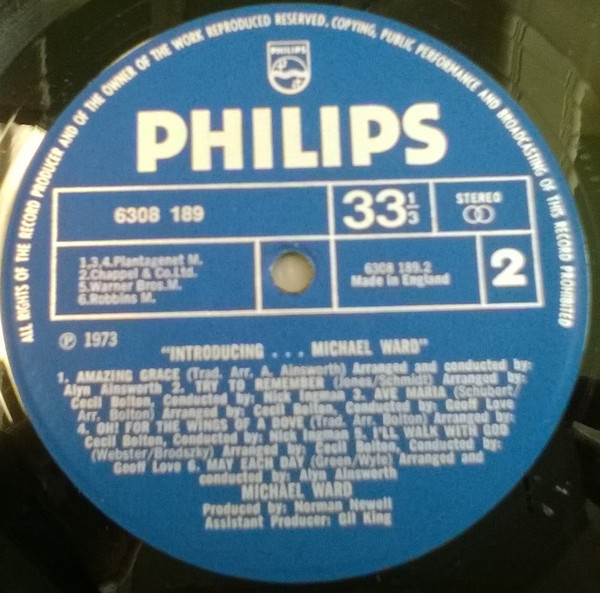 ALL RIGHTS OF THE RECORD PRODUCER AND OF THE OWNER OF THE WORK REPRODUCED RESERVED. COPYING, PUBLIC PERFORMANCE AND BROADCASTING OF THIS RECORD PROHIBITED
PHILIPS
PHILIPS
6308 189
33 1/3
STEREO
1.3.4.Plantagenet M.
2.Chappel & Co.Ltd.
5.Warner Bros.M.
6.Robbins M.
6308 189.2
Made in England
2
℗ 1973
"INTRODUCING . . . MICHAEL WARD"
1. AMAZING GRACE (Trad. Arr. A. Ainsworth) Arranged and conducted by:
Alyn Ainsworth 2. TRY TO REMEMBER (Jones/Schmidt) Arranged by:
Cecil Bolton, Conducted by: Nick Ingman 3. AVE MARIA (Schubert/
Arr. Bolton) Arranged by: Cecil Bolton, Conducted by: Geoff Love
4. OH! FOR THE WINGS OF A DOVE (Trad. Arr. Bolton) Arranged by:
Cecil Bolton, Conducted by: Nick Ingman 5. I'LL WALK WITH GOD
(Webster/Brodszky) Arranged by: Cecil Bolton, Conducted by:
Geoff Love 6. MAY EACH DAY (Green/Wyle) Arranged and
conducted by: Alyn Ainsworth
MICHAEL WARD
Produced by: Norman Newell
Assistant Producer: Gil King